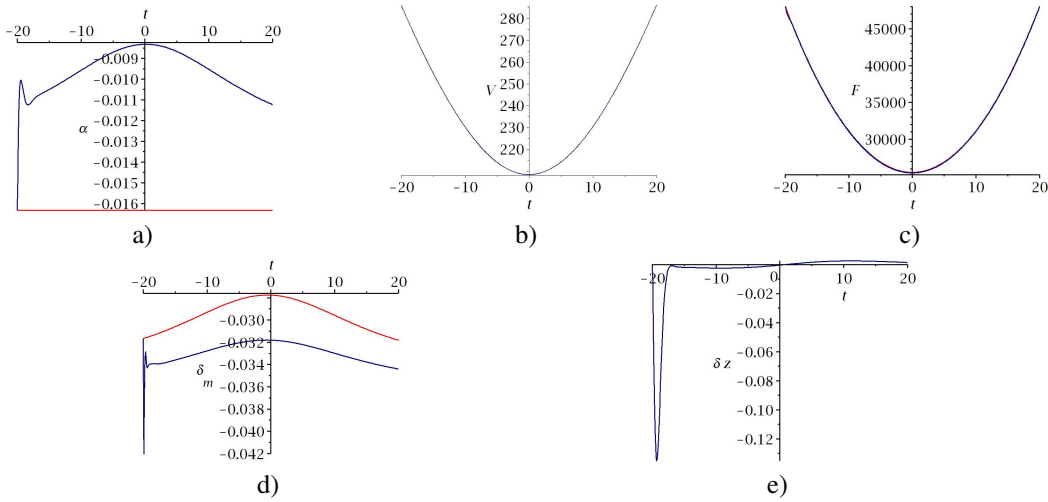 t
-20 -10 0 10 20
-0.009
-0.010
-0.011
α
-0.012
-0.013
-0.014
-0.015
-0.016
a)
280
270
260
V
250
240
230
220
-20 -10 0 10 20
t
b)
45000
40000
F
35000
30000
-20 -10 0 10 20
t
c)
t
-20 -10 0 10 20
-0.030
-0.032
-0.034
δ
m
-0.036
-0.038
-0.040
-0.042
d)
-20 -10 0 10 20
t
-0.02
-0.04
-0.06
δ z
-0.08
-0.10
-0.12
e)